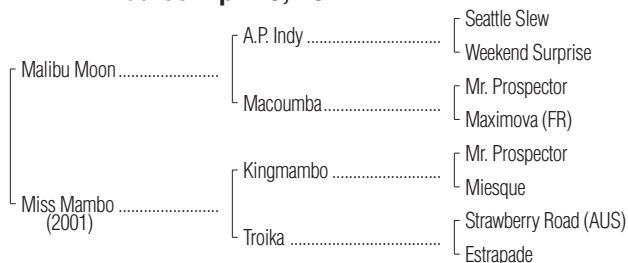 Seattle Slew
A.P. Indy
Weekend Surprise
Malibu Moon
Mr. Prospector
Macoumba
Maximova (FR)
Mr. Prospector
Kingmambo
Miesque
Miss Mambo
(2001)
Strawberry Road (AUS)
Troika
Estrapade